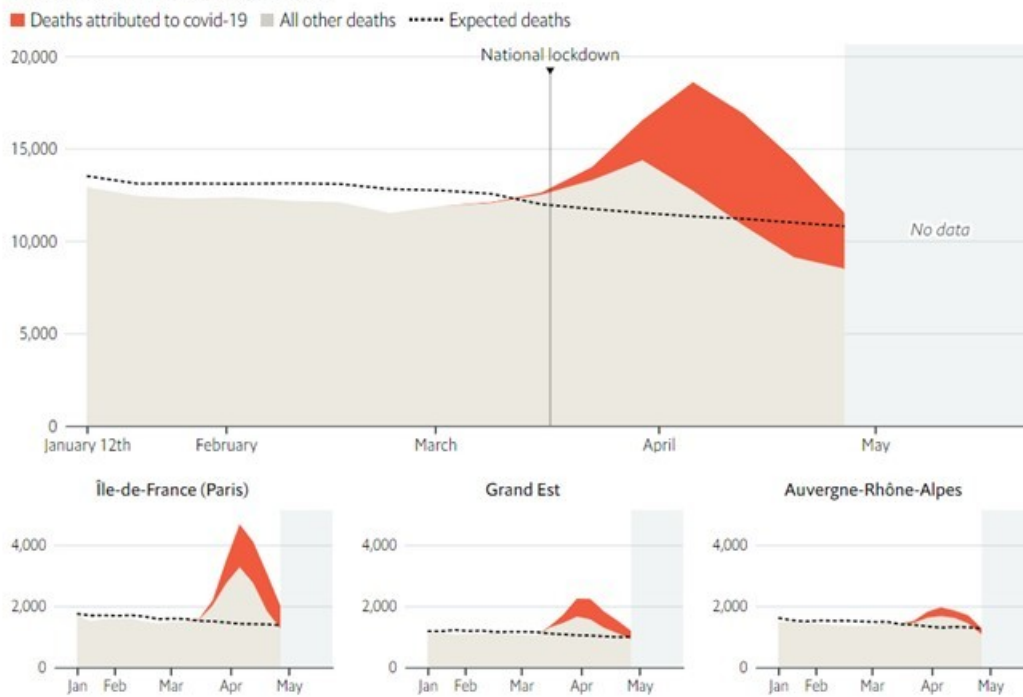 Deaths attributed to covid-19 All other deaths Expected deaths
National lockdown
20,000
15,000
10,000
5,000
0
No data
January 12th February March April May
Île-de-France (Paris) Grand Est Auvergne-Rhône-Alpes
4,000 4,000 4,000
2,000 2,000 2,000
0 0 0
Jan Feb Mar Apr May Jan Feb Mar Apr May Jan Feb Mar Apr May